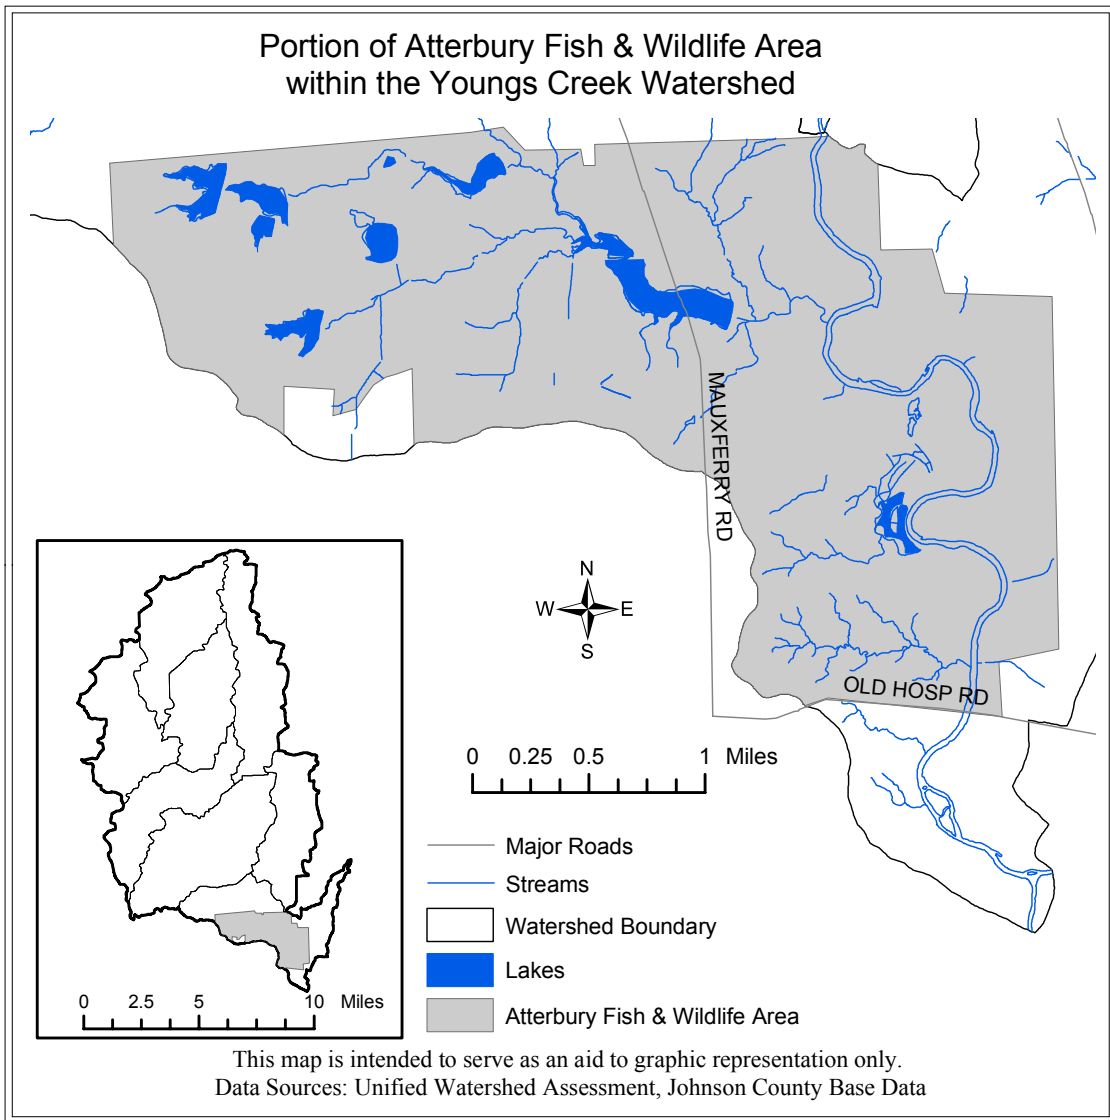 Portion of Atterbury Fish & Wildlife Area
within the Youngs Creek Watershed
MAUXFERRY RD
OLD HOSP RD
N
W E
S
0 0.25 0.5 1 Miles
Major Roads
Streams
Watershed Boundary
Lakes
Atterbury Fish & Wildlife Area
0 2.5 5 10 Miles
This map is intended to serve as an aid to graphic representation only.
Data Sources: Unified Watershed Assessment, Johnson County Base Data